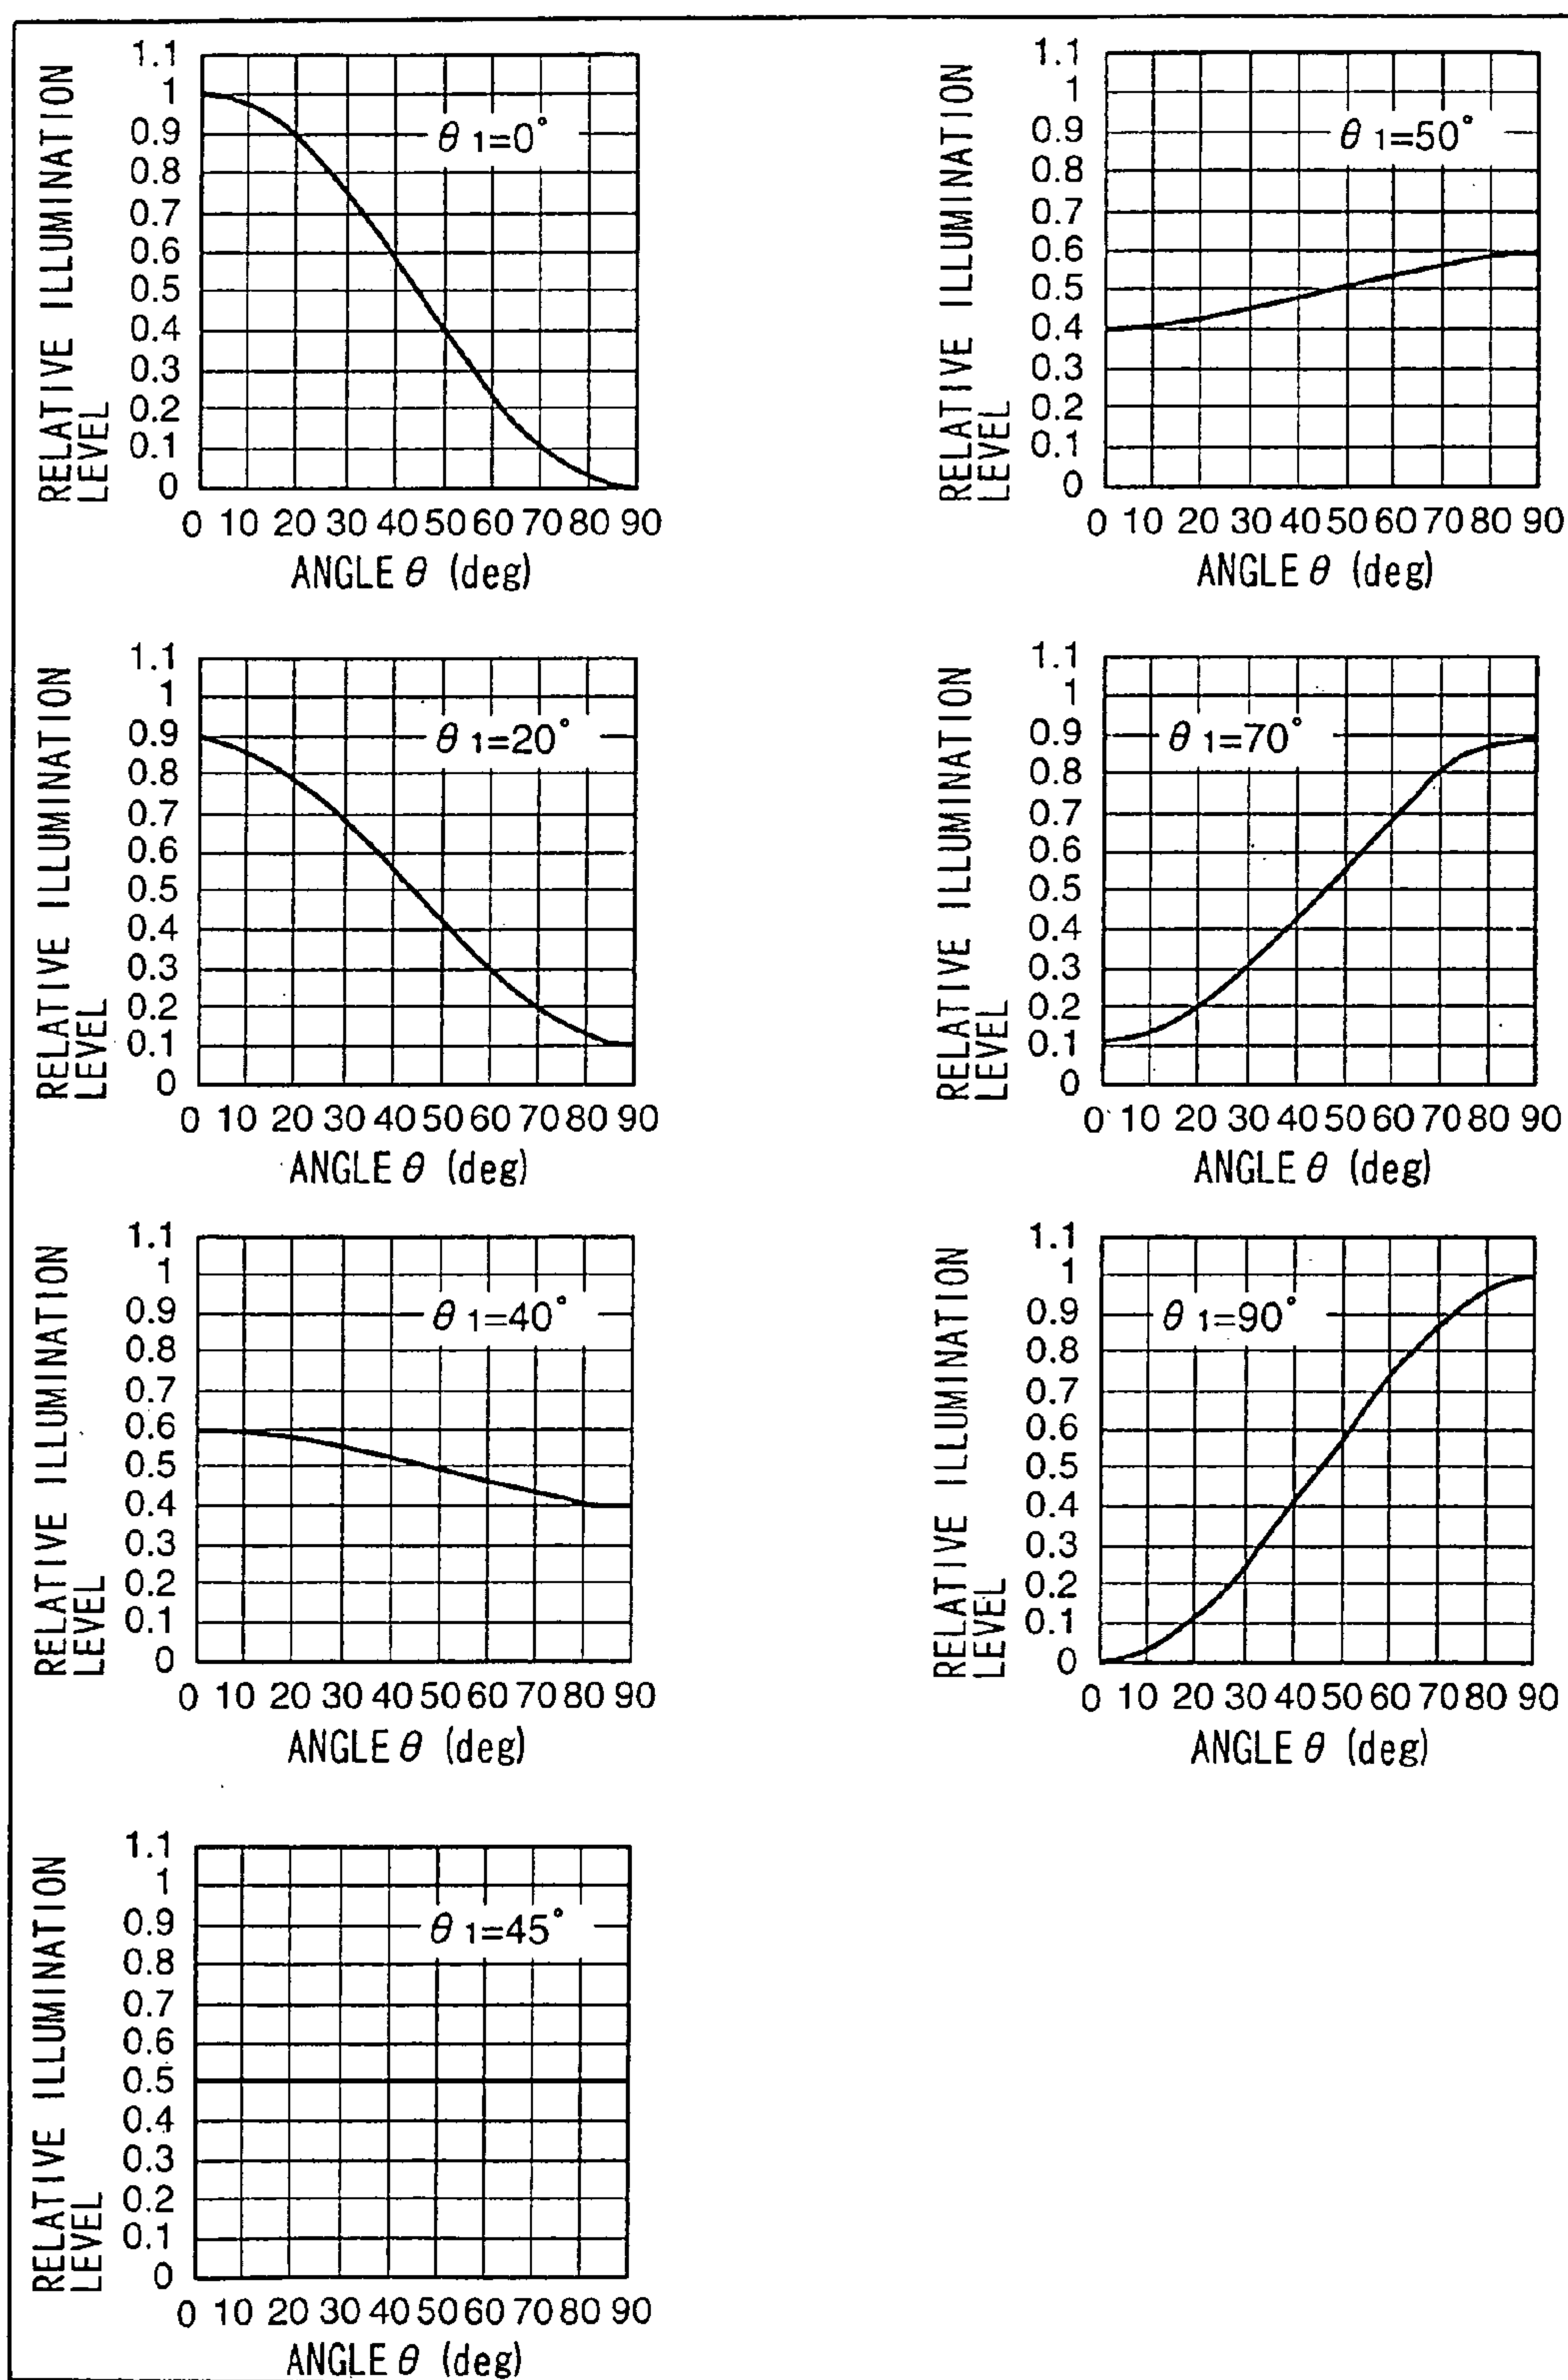 RELATIVE ILLUMINATION
LEVEL
1.1
1
0.9
0.8
0.7
0.6
0.5
0.4
0.3
0.2
0.1
0
θ 1=0°
0 10 20 30 40 50 60 70 80 90
ANGLE θ (deg)
RELATIVE ILLUMINATION
LEVEL
1.1
1
0.9
0.8
0.7
0.6
0.5
0.4
0.3
0.2
0.1
0
θ 1=50°
0 10 20 30 40 50 60 70 80 90
ANGLE θ (deg)
RELATIVE ILLUMINATION
LEVEL
1.1
1
0.9
0.8
0.7
0.6
0.5
0.4
0.3
0.2
0.1
0
θ 1=20°
0 10 20 30 40 50 60 70 80 90
ANGLE θ (deg)
RELATIVE ILLUMINATION
LEVEL
1.1
1
0.9
0.8
0.7
0.6
0.5
0.4
0.3
0.2
0.1
0
θ 1=70°
0 10 20 30 40 50 60 70 80 90
ANGLE θ (deg)
RELATIVE ILLUMINATION
LEVEL
1.1
1
0.9
0.8
0.7
0.6
0.5
0.4
0.3
0.2
0.1
0
θ 1=40°
0 10 20 30 40 50 60 70 80 90
ANGLE θ (deg)
RELATIVE ILLUMINATION
LEVEL
1.1
1
0.9
0.8
0.7
0.6
0.5
0.4
0.3
0.2
0.1
0
θ 1=90°
0 10 20 30 40 50 60 70 80 90
ANGLE θ (deg)
RELATIVE ILLUMINATION
LEVEL
1.1
1
0.9
0.8
0.7
0.6
0.5
0.4
0.3
0.2
0.1
0
θ 1=45°
0 10 20 30 40 50 60 70 80 90
ANGLE θ (deg)